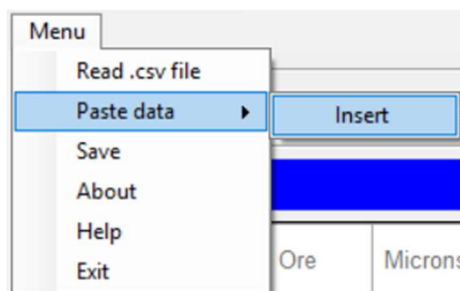 Menu
Read .csv file
Paste data
Insert
Save
About
Help
Exit
Ore
Microns